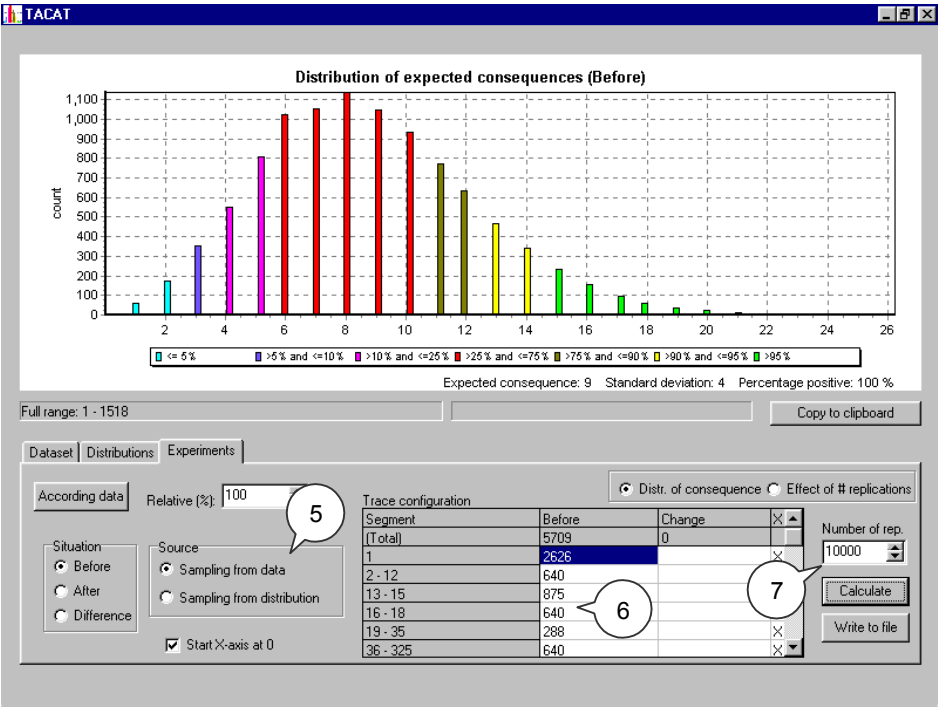 TACAT
Distribution of expected consequences (Before)
1,100
1,000
900
800
700
600
500
400
300
200
100
0
count
2 4 6 8 10 12 14 16 18 20 22 24 26
<= 5% >5% and <=10% >10% and <=25% >25% and <=75% >75% and <=90% >90% and <=95% >95%
Expected consequence: 9 Standard deviation: 4 Percentage positive: 100 %
Full range: 1 - 1518
Copy to clipboard
Dataset Distributions Experiments
According data
Relative (%): 100
5
Situation
Before
After
Difference
Source
Sampling from data
Sampling from distribution
Start X-axis at 0
Distr. of consequence Effect of # replications
Trace configuration
Segment Before Change X
(Total) 5709 0
1 2626 X
2 - 12 640
13 - 15 875
16 - 18 640
19 - 35 288 X
36 - 325 640 X
6
7
Number of rep.
10000
Calculate
Write to file